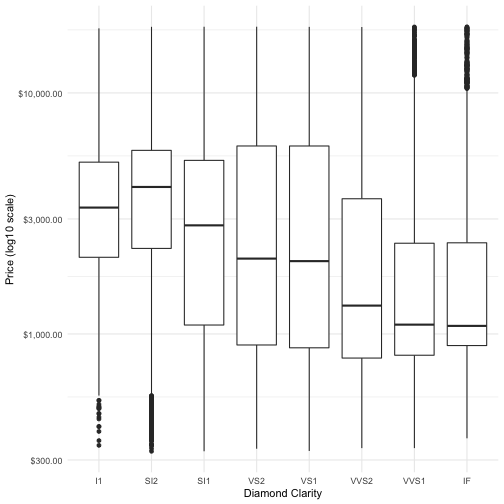 Price (log10 scale)
$10,000.00
$3,000.00
$1,000.00
$300.00
I1 SI2 SI1 VS2 VS1 VVS2 VVS1 IF
Diamond Clarity